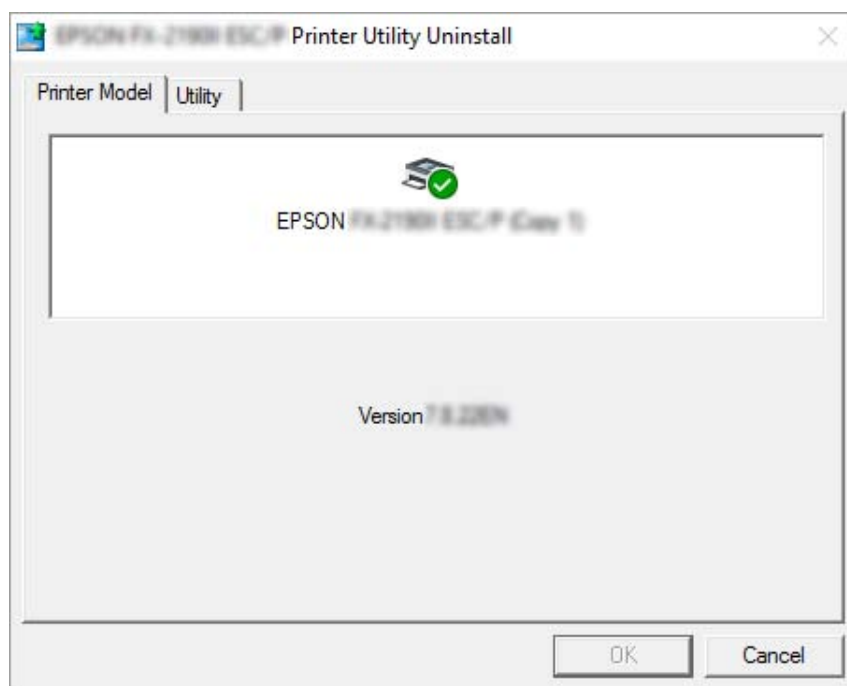 Printer Utility Uninstall
Printer Model
Utility
EPSON
Version
OK
Cancel